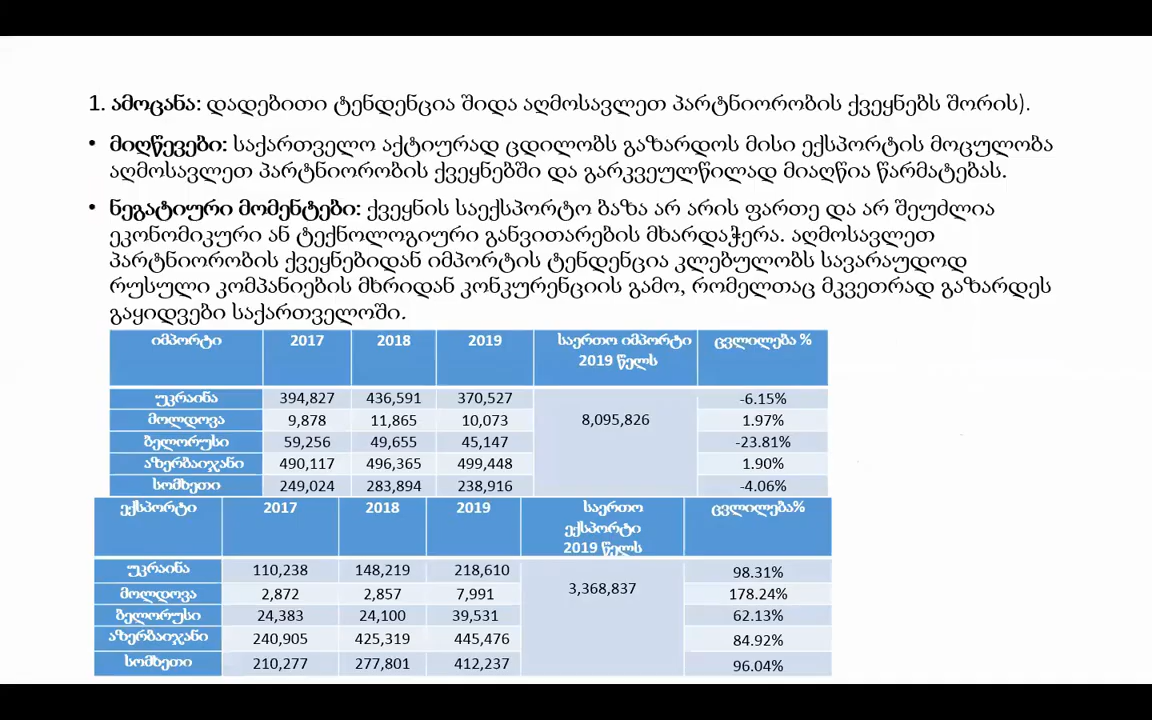 1. ამოცანა: დადებითი ტენდენცია შიდა აღმოსავლეთ პარტნიორობის ქვეყნებს შორის).
• მიღწევები: საქართველო აქტიურად ცდილობს გაზარდოს მისი ექსპორტის მოცულობა
აღმოსავლეთ პარტნიორობის ქვეყნებში და გარკვეულწილად მიაღწია წარმატებას.
• ნეგატიური მომენტები: ქვეყნის საექსპორტო ბაზა არ არის ფართე და არ შეუძლია
ეკონომიკური ან ტექნოლოგიური განვითარების მხარდაჭერა. აღმოსავლეთ
პარტნიორობის ქვეყნებიდან იმპორტის ტენდენცია კლებულობს სავარაუდოდ
რუსული კომპანიების მხრიდან კონკურენციის გამო, რომელთაც მკვეთრად გაზარდეს
გაყიდვები საქართველოში.
იმპორტი 2017 2018 2019 საერთო იმპორტი ცვლილება %
2019 წელს
უკრაინა 394,827 436,591 370,527 -6.15%
მოლდოვა 9,878 11,865 10,073 8,095,826 1.97%
ბელორუსი 59,256 49,655 45,147 -23.81%
აზერბაიჯანი 490,117 496,365 499,448 1.90%
სომხეთი 249,024 283,894 238,916 -4.06%
ექსპორტი 2017 2018 2019 საერთო ცვლილება%
ექსპორტი
2019 წელს
უკრაინა 110,238 148,219 218,610 98.31%
მოლდოვა 2,872 2,857 7,991 3,368,837 178.24%
ბელორუსი 24,383 24,100 39,531 62.13%
აზერბაიჯანი 240,905 425,319 445,476 84.92%
სომხეთი 210,277 277,801 412,237 96.04%